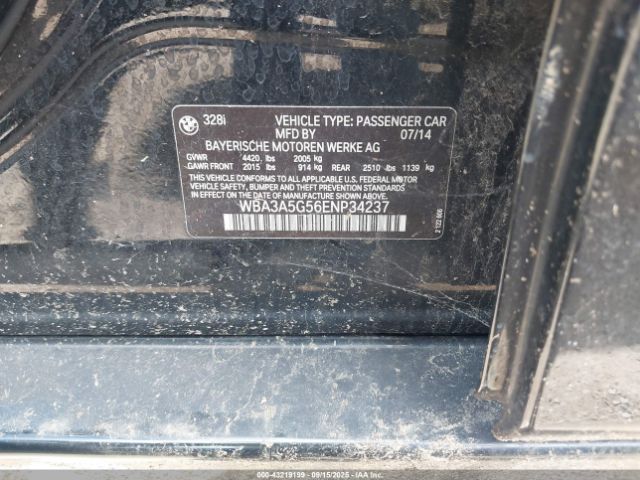 328i VEHICLE TYPE: PASSENGER CAR
MFD BY 07/14
BAYERISCHE MOTOREN WERKE AG
GVWR 4420 lbs 2005 kg
GAWR FRONT 2015 lbs 914 kg REAR 2510 lbs 1139 kg
THIS VEHICLE CONFORMS TO ALL APPLICABLE U.S. FEDERAL MOTOR
VEHICLE SAFETY, BUMPER AND THEFT PREVENTION STANDARDS
IN EFFECT ON THE DATE OF MANUFACTURE SHOWN ABOVE.
WBA3A5G56ENP34237
000-43219199 09/15/2025 IAAI.COM